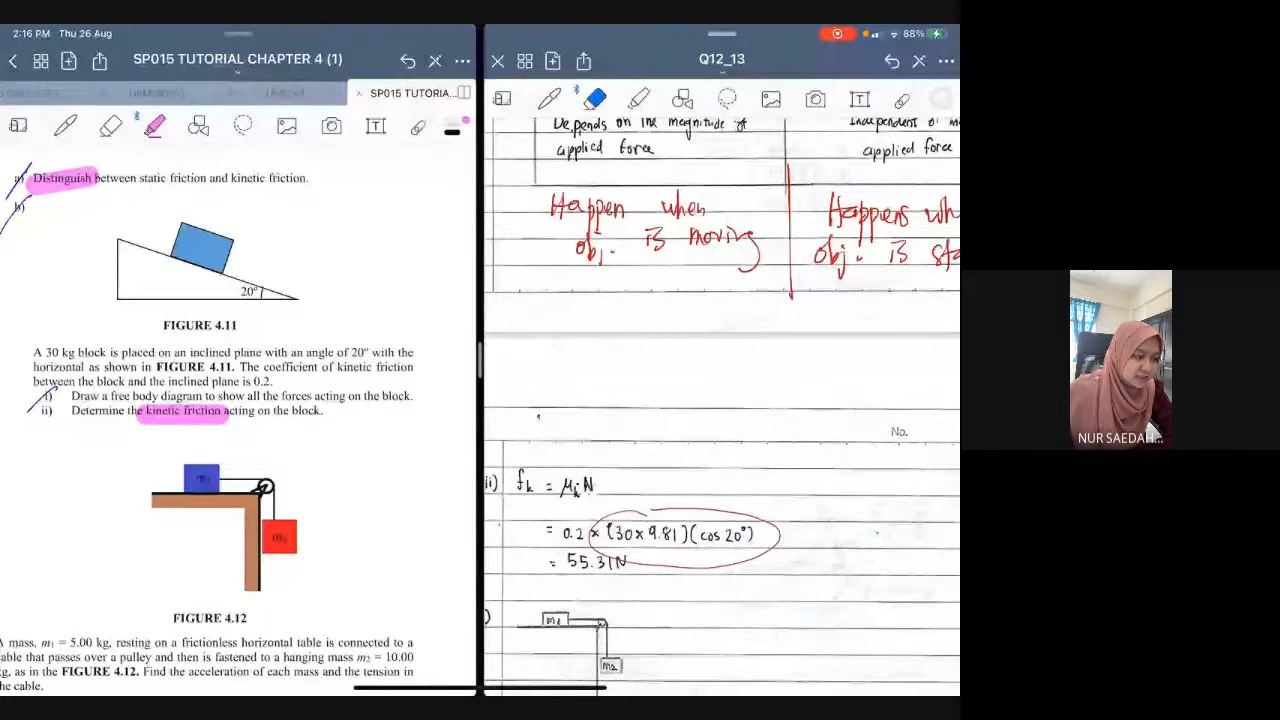 2:16 PM Thu 26 Aug
SP015 TUTORIAL CHAPTER 4 (1)
SP015 TUTORIA
a) Distinguish between static friction and kinetic friction.
b)
20°
FIGURE 4.11
A 30 kg block is placed on an inclined plane with an angle of 20° with the
horizontal as shown in FIGURE 4.11. The coefficient of kinetic friction
between the block and the inclined plane is 0.2.
i) Draw a free body diagram to show all the forces acting on the block.
ii) Determine the kinetic friction acting on the block.
m₁
m₂
FIGURE 4.12
A mass, m₁ = 5.00 kg, resting on a frictionless horizontal table is connected to a
cable that passes over a pulley and then is fastened to a hanging mass m₂ = 10.00
kg, as in the FIGURE 4.12. Find the acceleration of each mass and the tension in
the cable.
88%
Q12_13
Depends on the magnitude of
applied force
Independent of m
applied force
Happen when
obj. is moving
Happens wh
obj. is sta
No.
ii) fk = μkN
= 0.2 × (30×9.81)(cos 20°)
= 55.31N
)
m1
m2
NUR SAEDAH...